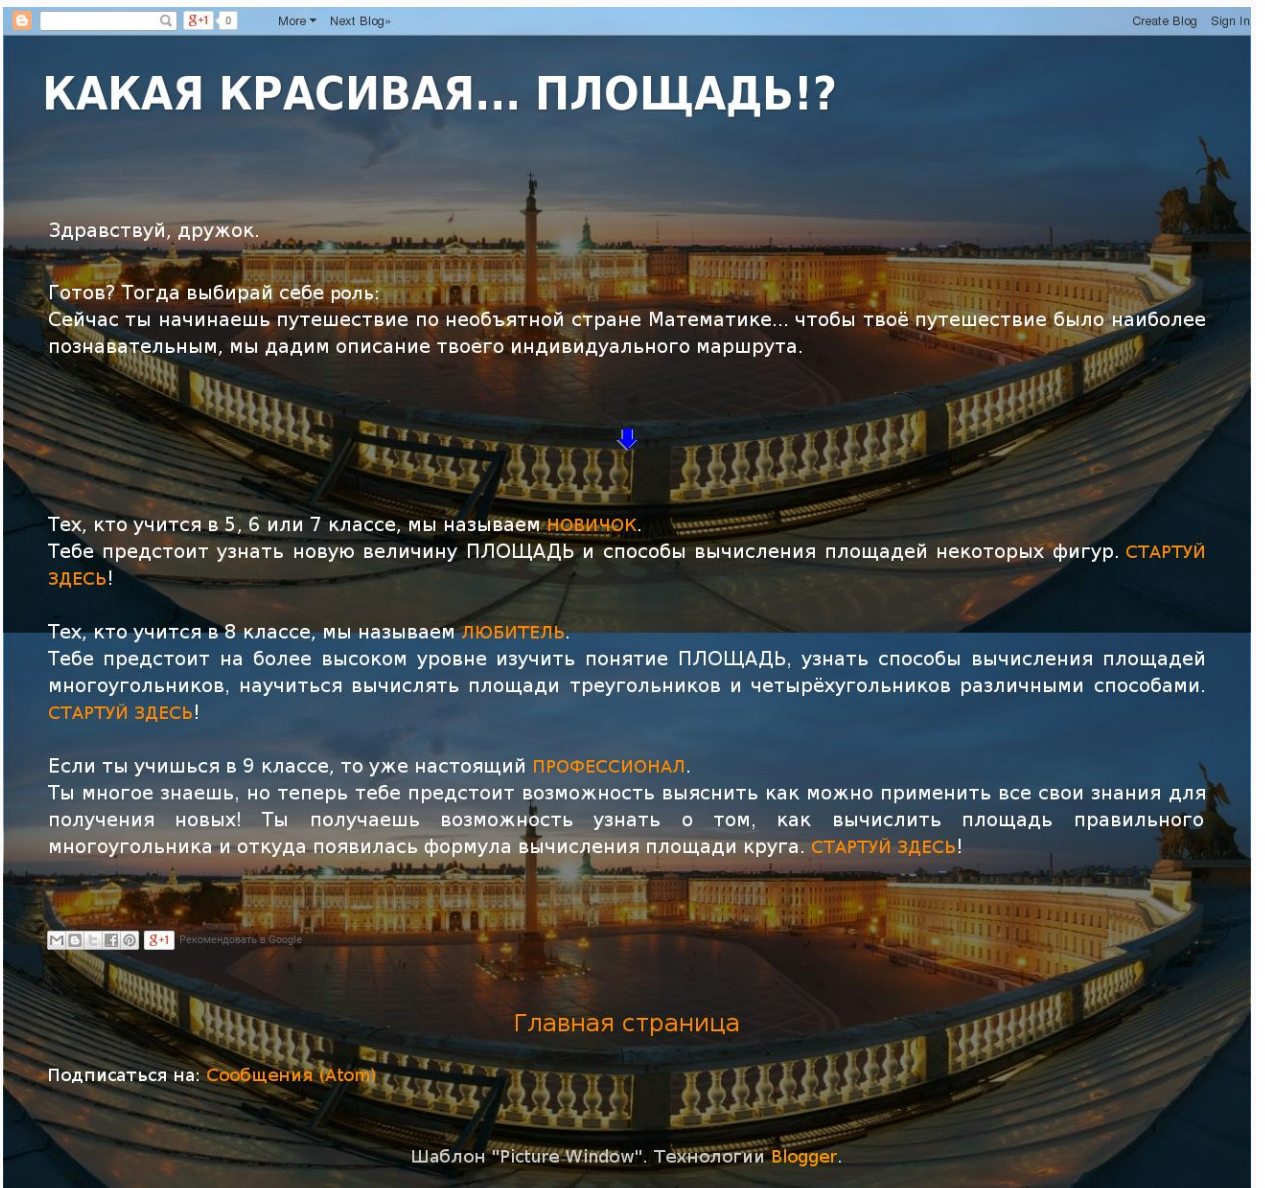 g+1 0 More Next Blog» Create Blog Sign In
КАКАЯ КРАСИВАЯ... ПЛОЩАДЬ!?
Здравствуй, дружок.
Готов? Тогда выбирай себе роль:
Сейчас ты начинаешь путешествие по необъятной стране Математике... чтобы твоё путешествие было наиболее
познавательным, мы дадим описание твоего индивидуального маршрута.
Тех, кто учится в 5, 6 или 7 классе, мы называем НОВИЧОК.
Тебе предстоит узнать новую величину ПЛОЩАДЬ и способы вычисления площадей некоторых фигур. СТАРТУЙ
ЗДЕСЬ!
Тех, кто учится в 8 классе, мы называем ЛЮБИТЕЛЬ.
Тебе предстоит на более высоком уровне изучить понятие ПЛОЩАДЬ, узнать способы вычисления площадей
многоугольников, научиться вычислять площади треугольников и четырёхугольников различными способами.
СТАРТУЙ ЗДЕСЬ!
Если ты учишься в 9 классе, то уже настоящий ПРОФЕССИОНАЛ.
Ты многое знаешь, но теперь тебе предстоит возможность выяснить как можно применить все свои знания для
получения новых! Ты получаешь возможность узнать о том, как вычислить площадь правильного
многоугольника и откуда появилась формула вычисления площади круга. СТАРТУЙ ЗДЕСЬ!
g+1 Рекомендовать в Google
Главная страница
Подписаться на: Сообщения (Atom)
Шаблон "Picture Window". Технологии Blogger.